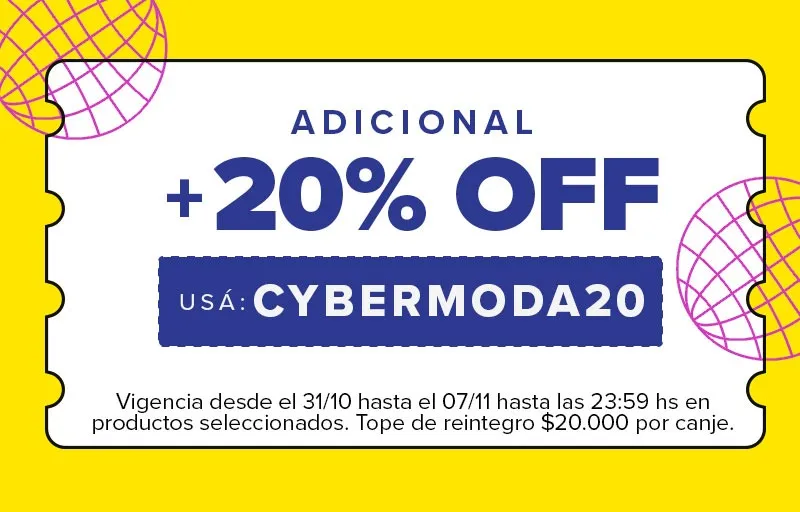 ADICIONAL
+20% OFF
USÁ: CYBERMODA20
Vigencia desde el 31/10 hasta el 07/11 hasta las 23:59 hs en
productos seleccionados. Tope de reintegro $20.000 por canje.